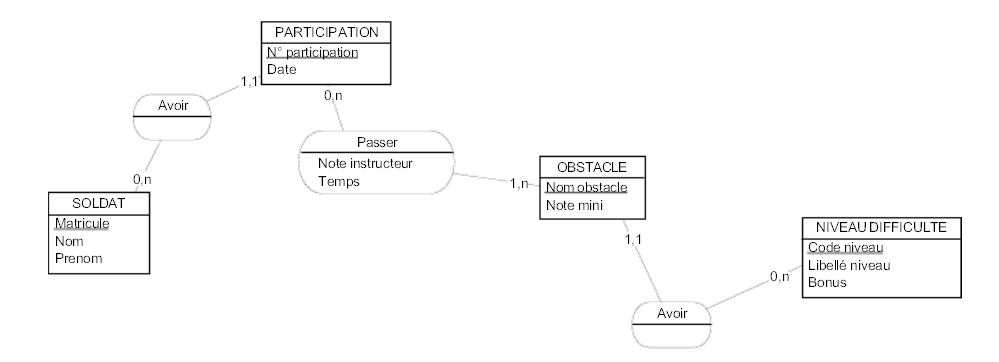 PARTICIPATION
N° participation
Date
1,1
0,n
Avoir
Passer
Note instructeur
Temps
0,n
1,n
SOLDAT
Matricule
Nom
Prenom
OBSTACLE
Nom obstacle
Note mini
1,1
NIVEAU DIFFICULTE
Code niveau
Libellé niveau
Bonus
0,n
Avoir